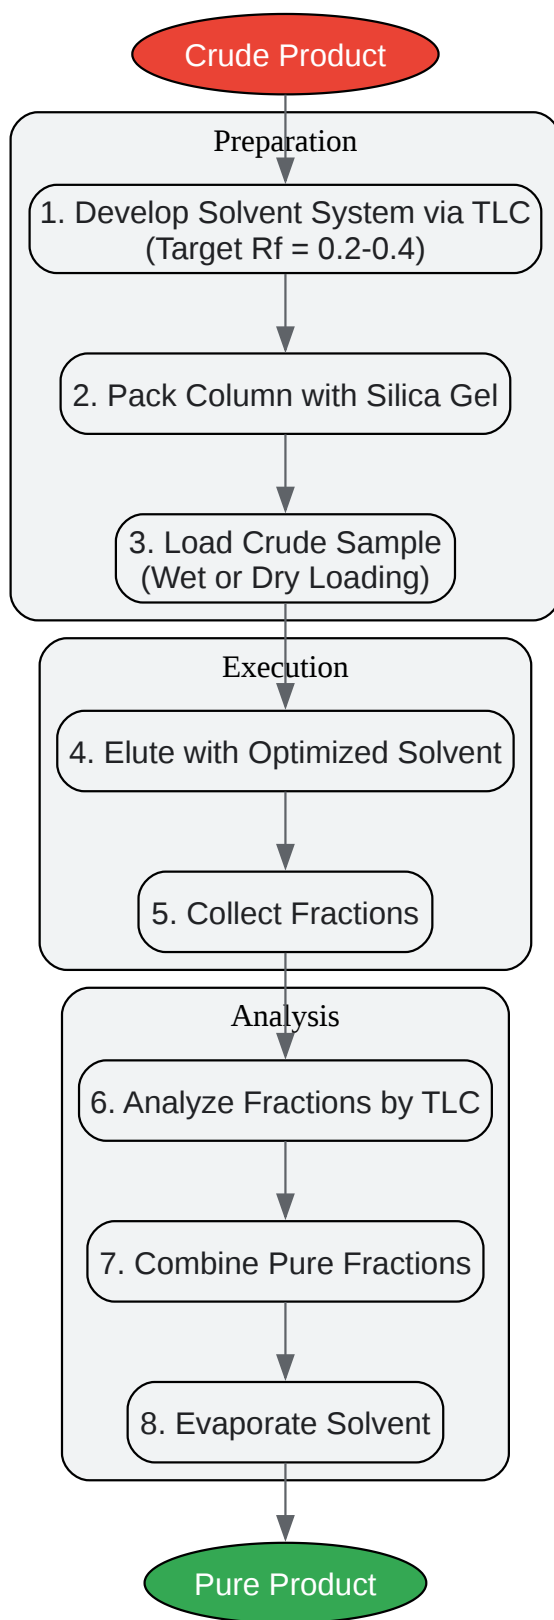 Crude Product
Preparation
1. Develop Solvent System via TLC
(Target Rf = 0.2-0.4)
2. Pack Column with Silica Gel
3. Load Crude Sample
(Wet or Dry Loading)
Execution
4. Elute with Optimized Solvent
5. Collect Fractions
Analysis
6. Analyze Fractions by TLC
7. Combine Pure Fractions
8. Evaporate Solvent
Pure Product